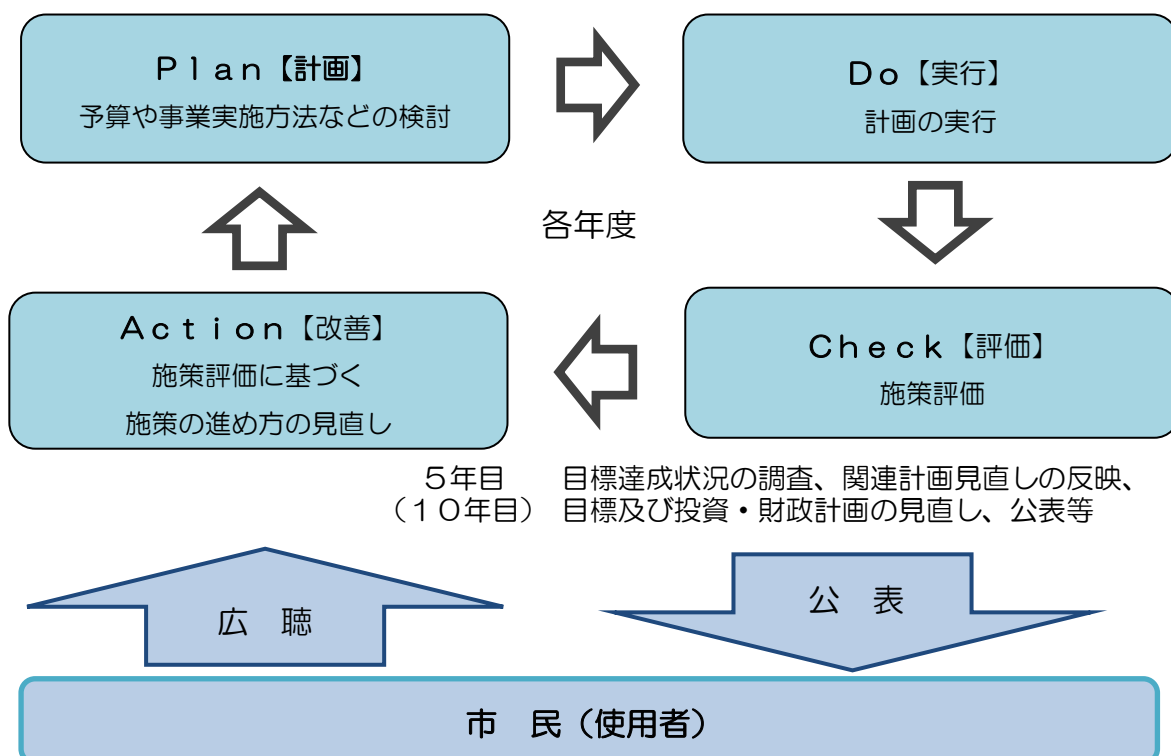 Ｐｌａｎ【計画】
予算や事業実施方法などの検討
Ｄｏ【実行】
計画の実行
各年度
Ａｃｔｉｏｎ【改善】
施策評価に基づく
施策の進め方の見直し
Ｃｈｅｃｋ【評価】
施策評価
５年目　目標達成状況の調査、関連計画見直しの反映、
（１０年目）目標及び投資・財政計画の見直し、公表等
広　聴
公　表
市　民（使用者）